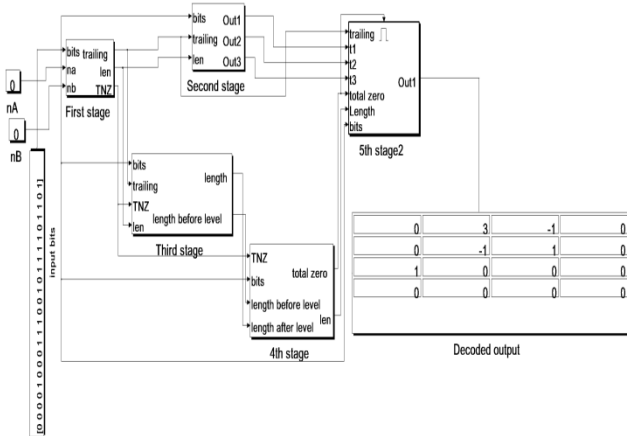 bits
na
nb
trailing
len
TNZ
First stage
0
nA
0
nB
input bits
bits
trailing
len
Out1
Out2
Out3
Second stage
bits
trailing
TNZ
len
length
length before level
Third stage
TNZ
bits
length before level
length after level
total zero
len
4th stage
trailing
t1
t2
t3
total zero
Length
bits
Out1
5th stage2
0 3 -1 0
0 -1 1 0
1 0 0 0
0 0 0 0
Decoded output